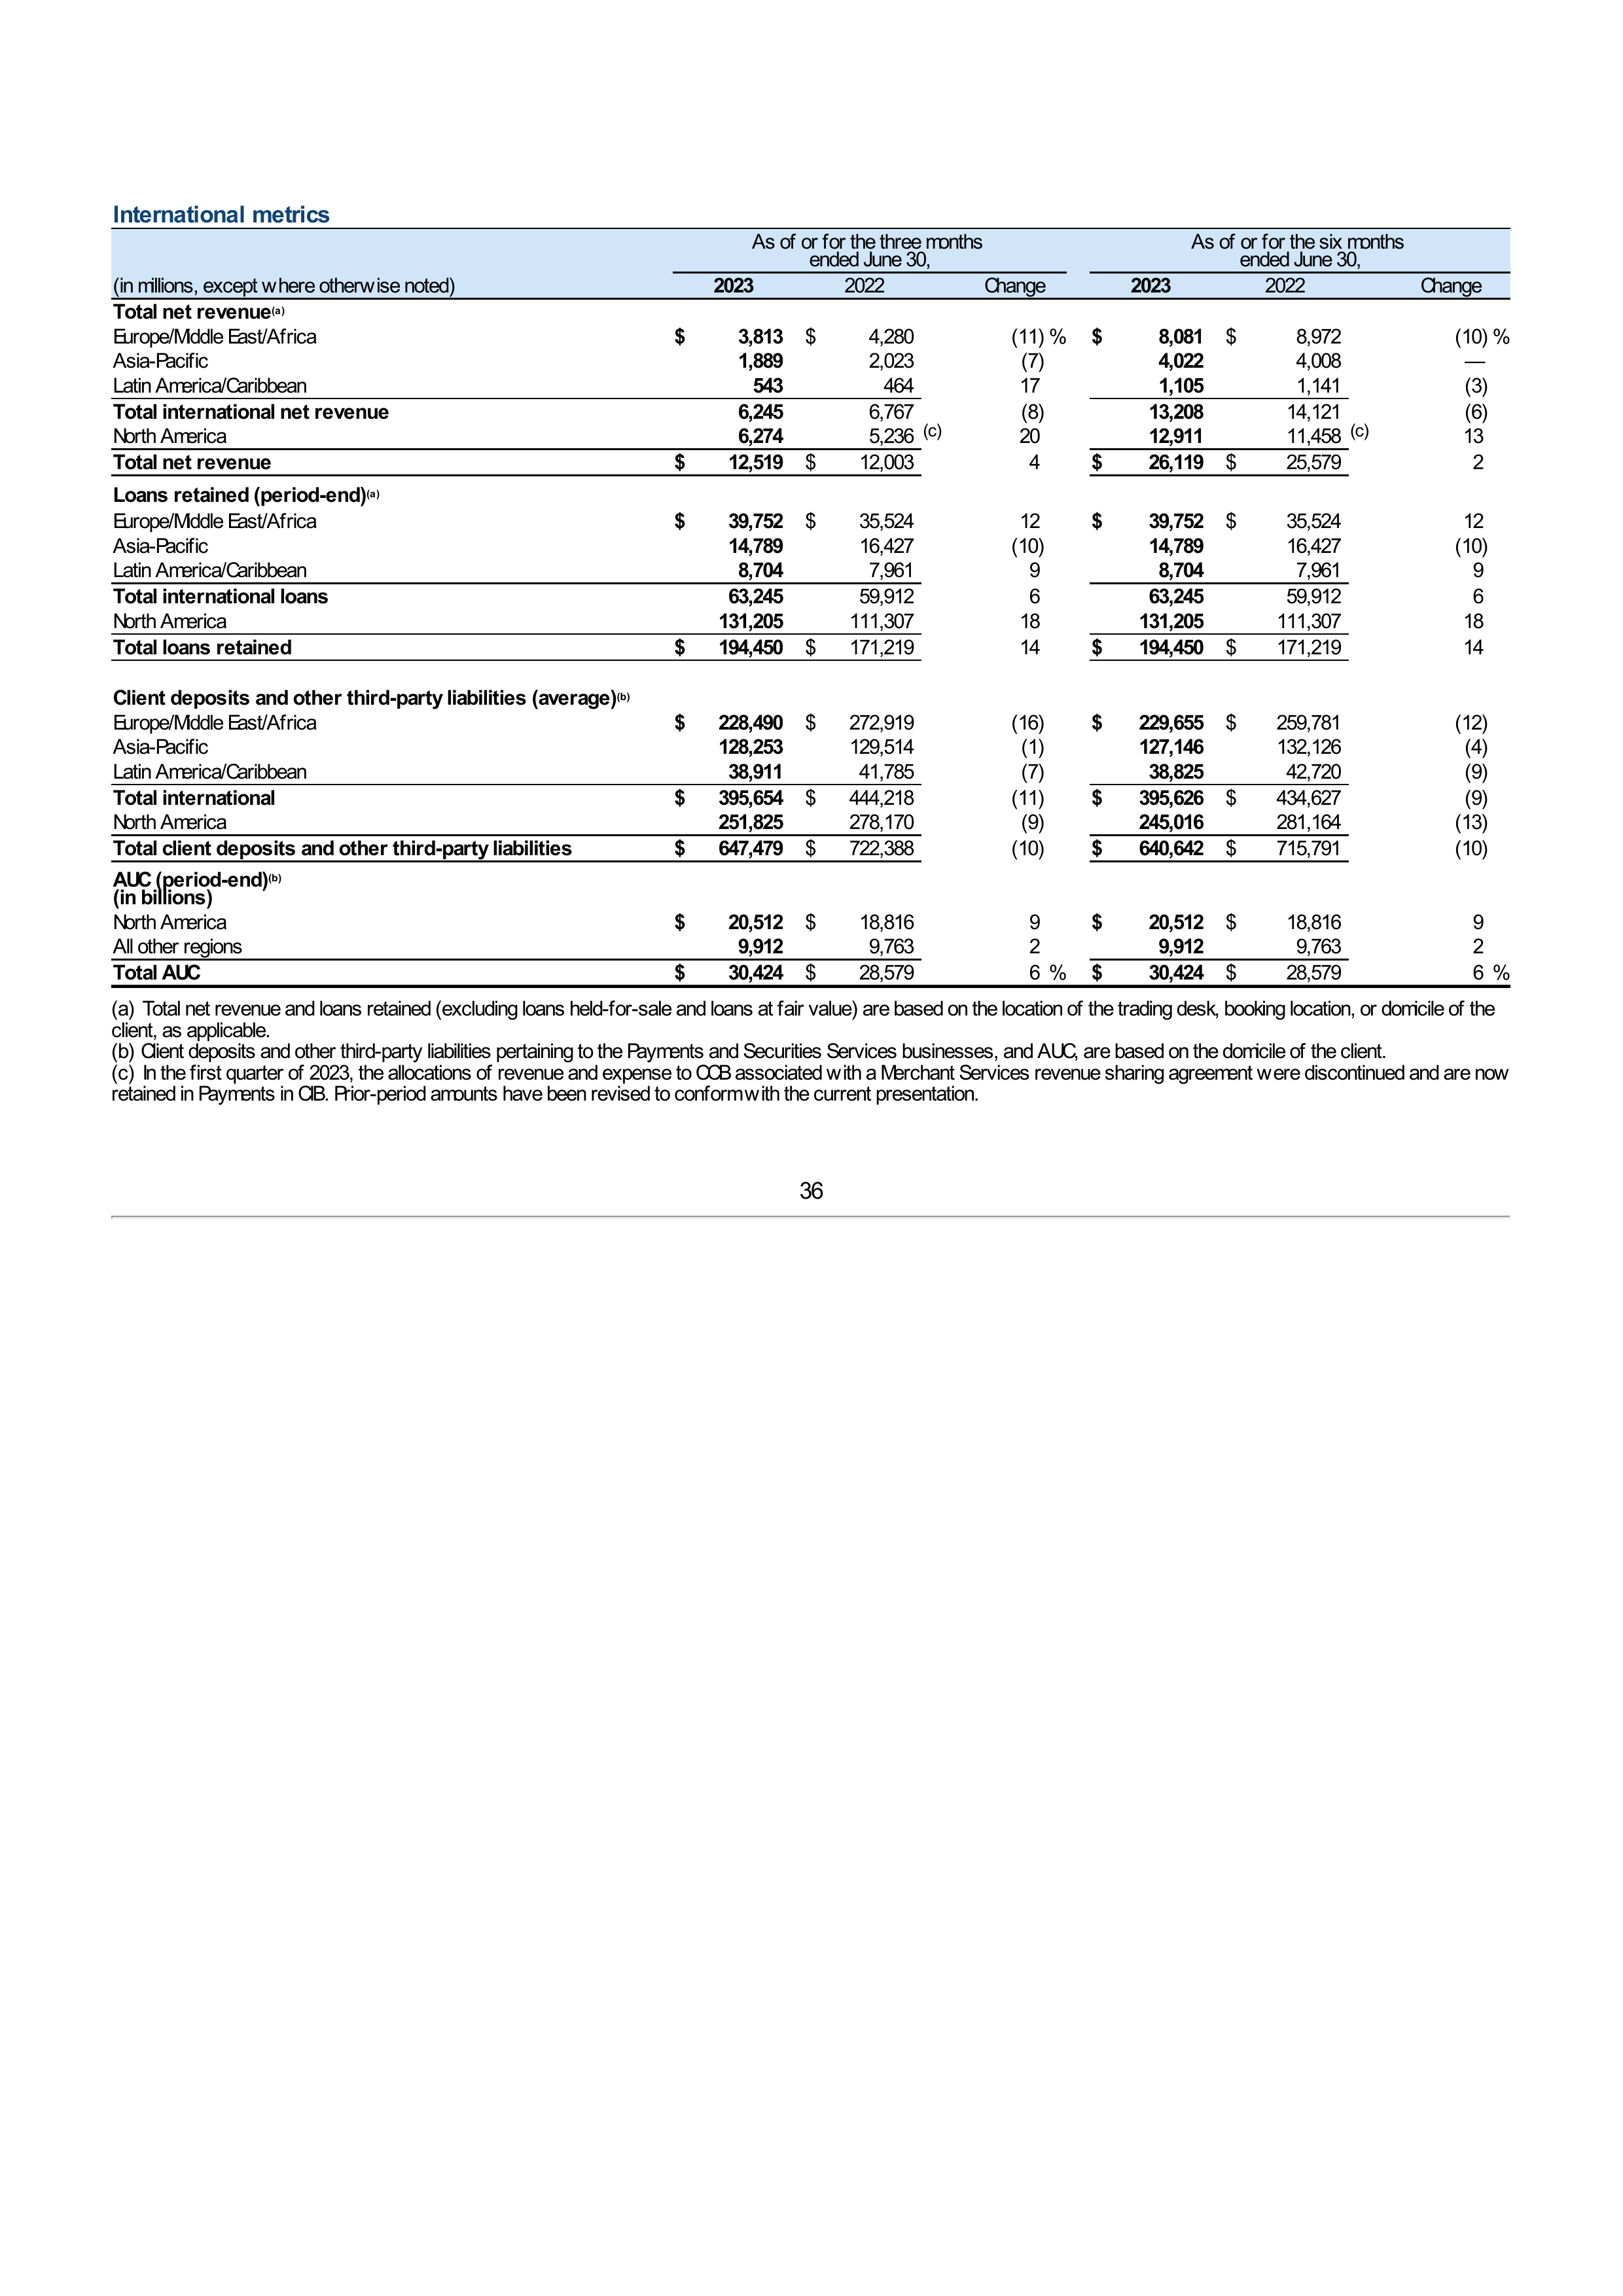 International metrics
As of or for the three months ended June 30, As of or for the six months ended June 30,
(in millions, except where otherwise noted) 2023 2022 Change 2023 2022 Change
Total net revenue(a)
Europe/Middle East/Africa $ 3,813 $ 4,280 (11) % $ 8,081 $ 8,972 (10) %
Asia-Pacific 1,889 2,023 (7) 4,022 4,008 —
Latin America/Caribbean 543 464 17 1,105 1,141 (3)
Total international net revenue 6,245 6,767 (8) 13,208 14,121 (6)
North America 6,274 5,236 (c) 20 12,911 11,458 (c) 13
Total net revenue $ 12,519 $ 12,003 4 $ 26,119 $ 25,579 2
Loans retained (period-end)(a)
Europe/Middle East/Africa $ 39,752 $ 35,524 12 $ 39,752 $ 35,524 12
Asia-Pacific 14,789 16,427 (10) 14,789 16,427 (10)
Latin America/Caribbean 8,704 7,961 9 8,704 7,961 9
Total international loans 63,245 59,912 6 63,245 59,912 6
North America 131,205 111,307 18 131,205 111,307 18
Total loans retained $ 194,450 $ 171,219 14 $ 194,450 $ 171,219 14
Client deposits and other third-party liabilities (average)(b)
Europe/Middle East/Africa $ 228,490 $ 272,919 (16) $ 229,655 $ 259,781 (12)
Asia-Pacific 128,253 129,514 (1) 127,146 132,126 (4)
Latin America/Caribbean 38,911 41,785 (7) 38,825 42,720 (9)
Total international $ 395,654 $ 444,218 (11) $ 395,626 $ 434,627 (9)
North America 251,825 278,170 (9) 245,016 281,164 (13)
Total client deposits and other third-party liabilities $ 647,479 $ 722,388 (10) $ 640,642 $ 715,791 (10)
AUC (period-end)(b)
(in billions)
North America $ 20,512 $ 18,816 9 $ 20,512 $ 18,816 9
All other regions 9,912 9,763 2 9,912 9,763 2
Total AUC $ 30,424 $ 28,579 6 % $ 30,424 $ 28,579 6 %
(a) Total net revenue and loans retained (excluding loans held-for-sale and loans at fair value) are based on the location of the trading desk, booking location, or domicile of the
client, as applicable.
(b) Client deposits and other third-party liabilities pertaining to the Payments and Securities Services businesses, and AUC, are based on the domicile of the client.
(c) In the first quarter of 2023, the allocations of revenue and expense to CCB associated with a Merchant Services revenue sharing agreement were discontinued and are now
retained in Payments in CIB. Prior-period amounts have been revised to conform with the current presentation.
36